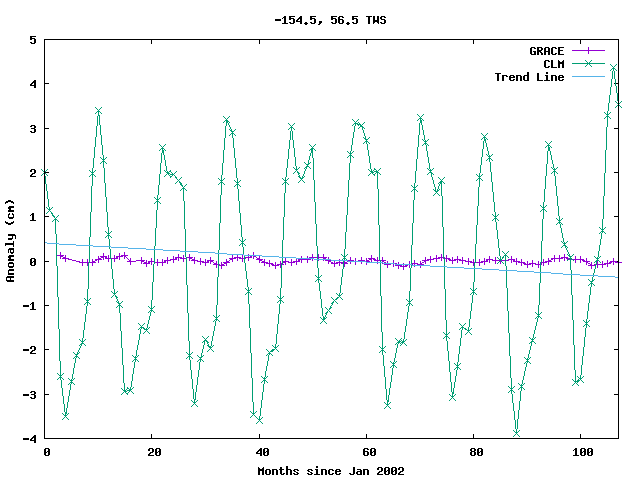 -154.5, 56.5 TWS
GRACE
CLM
Trend Line
Anomaly (cm)
5
4
3
2
1
0
-1
-2
-3
-4
0 20 40 60 80 100
Months since Jan 2002